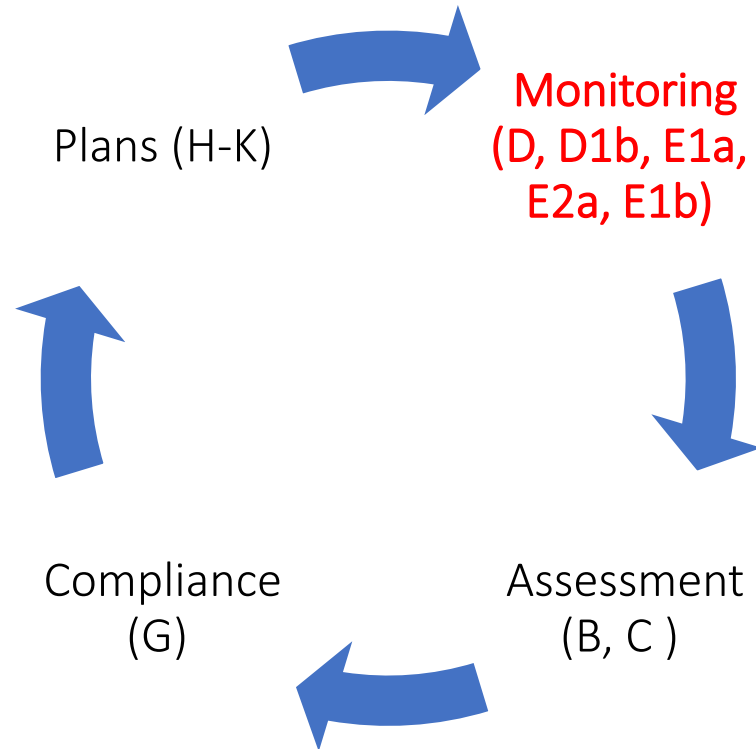 Plans (H-K)
Monitoring
(D, D1b, E1a,
E2a, E1b)
Assessment
(B, C )
Compliance
(G)